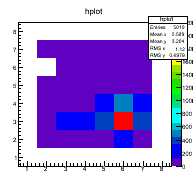 hplot
hplot
Entries 5010
Mean x 5.589
Mean y 3.204
RMS x 1.12
RMS y 0.6979
8
7
6
5
4
3
2
1
1 2 3 4 5 6 7 8
1600
1400
1200
1000
800
600
400
200
0